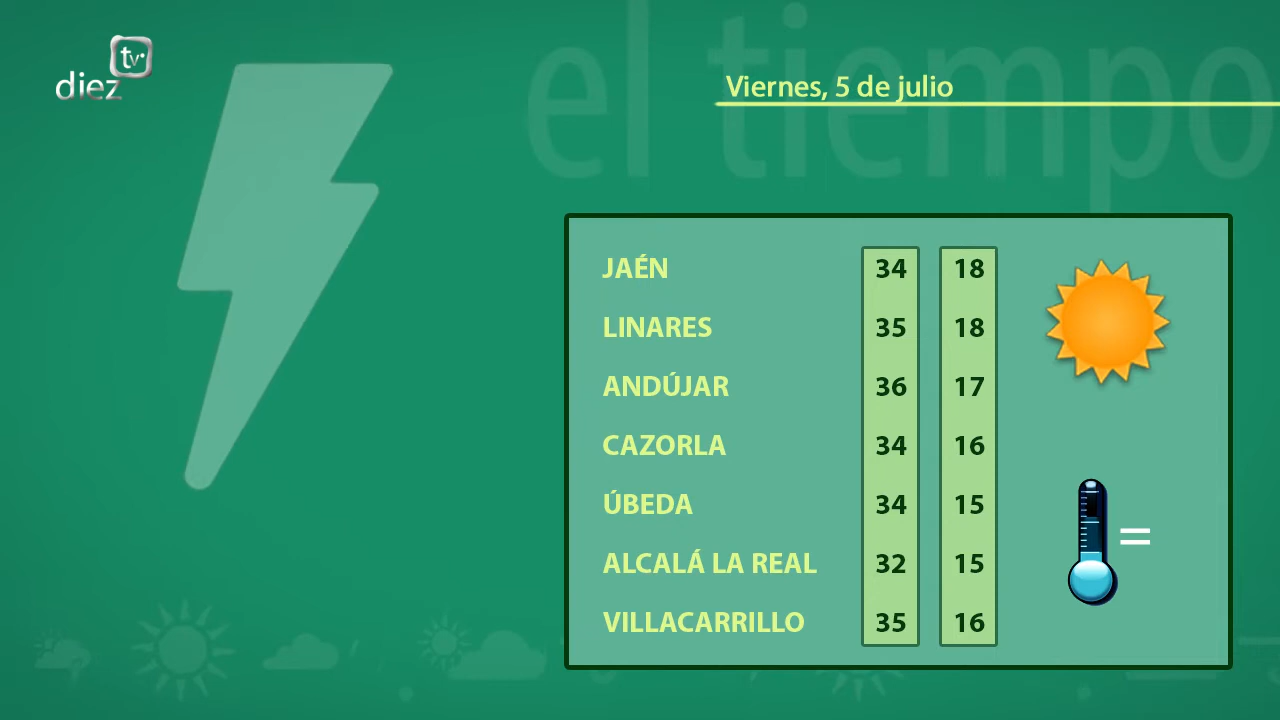 diez tv
el tiempo
Viernes, 5 de julio
JAÉN 34 18
LINARES 35 18
ANDÚJAR 36 17
CAZORLA 34 16
ÚBEDA 34 15
ALCALÁ LA REAL 32 15
VILLACARRILLO 35 16
=